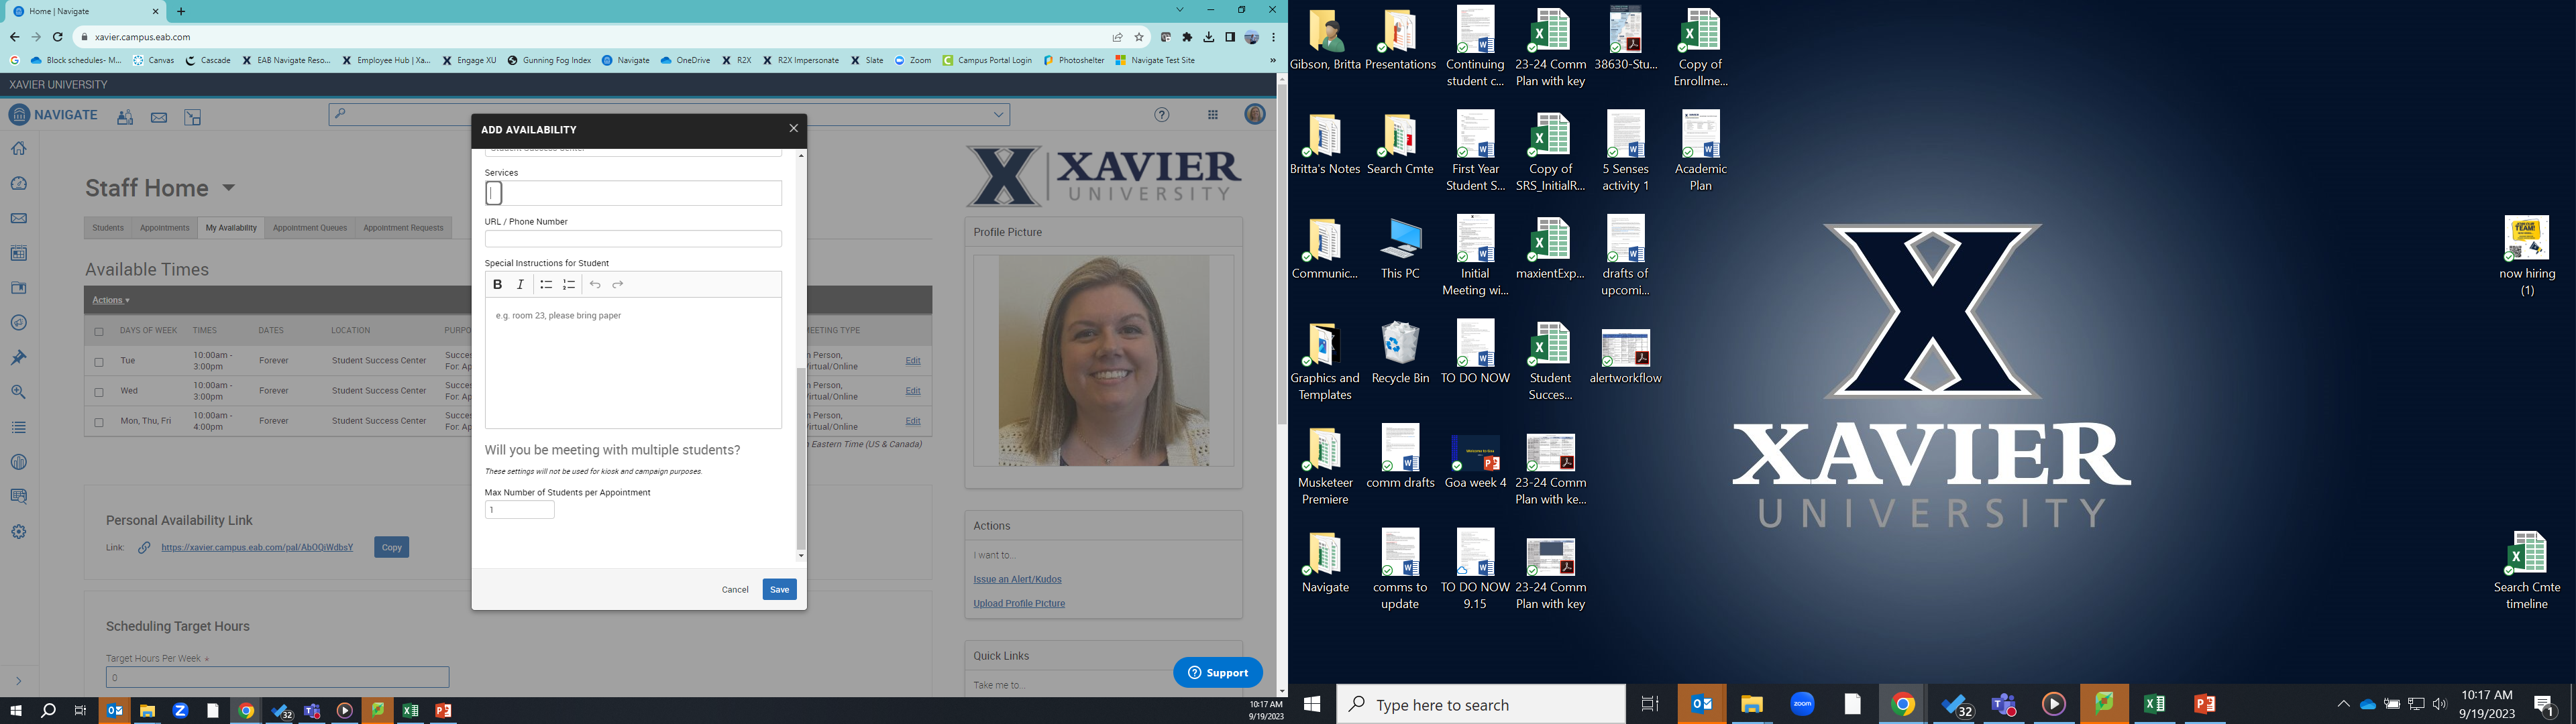 Home | Navigate
xavier.campus.eab.com
Block schedules- M... Canvas Cascade EAB Navigate Reso... Employee Hub | Xa... Engage XU Gunning Fog Index Navigate OneDrive R2X R2X Impersonate Slate Zoom Campus Portal Login Photoshelter Navigate Test Site »
XAVIER UNIVERSITY
NAVIGATE
Staff Home
Students Appointments My Availability Appointment Queues Appointment Requests
Available Times
Actions
DAYS OF WEEK TIMES DATES LOCATION
Tue 10:00am - 3:00pm Forever Student Success Center Edit
Wed 10:00am - 3:00pm Forever Student Success Center Edit
Mon, Thu, Fri 10:00am - 4:00pm Forever Student Success Center Edit
Eastern Time (US & Canada)
Personal Availability Link
Link: https://xavier.campus.eab.com/pal/AbOQjWdbsY Copy
Scheduling Target Hours
Target Hours Per Week
0
ADD AVAILABILITY
Services
URL / Phone Number
Special Instructions for Student
B I
e.g. room 23, please bring paper
Will you be meeting with multiple students?
These settings will not be used for kiosk and campaign purposes.
Max Number of Students per Appointment
1
Cancel Save
XAVIER
UNIVERSITY
Profile Picture
Actions
I want to...
Issue an Alert/Kudos
Upload Profile Picture
Quick Links
Take me to...
Support
32
10:17 AM
9/19/2023
Gibson, Britta
Presentations
Continuing student c...
23-24 Comm Plan with key
38630-Stu...
Copy of Enrollme...
Britta's Notes
Search Cmte
First Year Student S...
Copy of SRS_InitialR...
5 Senses activity 1
Academic Plan
Communic...
This PC
Initial Meeting wi...
maxientExp...
drafts of upcomi...
Graphics and Templates
Recycle Bin
TO DO NOW
Student Succes...
alertworkflow
Musketeer Premiere
comm drafts
Goa week 4
23-24 Comm Plan with ke...
Navigate
comms to update
TO DO NOW 9.15
23-24 Comm Plan with key
XAVIER
UNIVERSITY
now hiring (1)
Search Cmte timeline
Type here to search
zoom
32
10:17 AM
9/19/2023
1